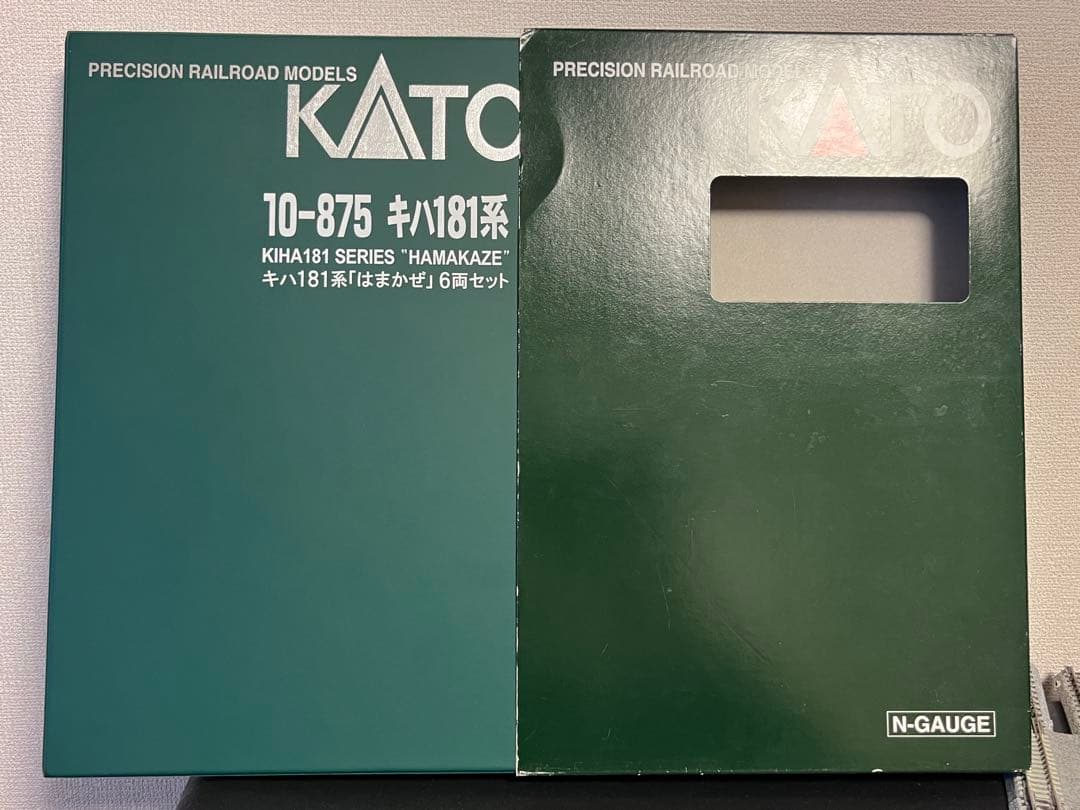 PRECISION RAILROAD MODELS
KATO
10-875 キハ181系
KIHA181 SERIES "HAMAKAZE"
キハ181系「はまかぜ」6両セット
PRECISION RAILROAD MODELS
KATO
N-GAUGE